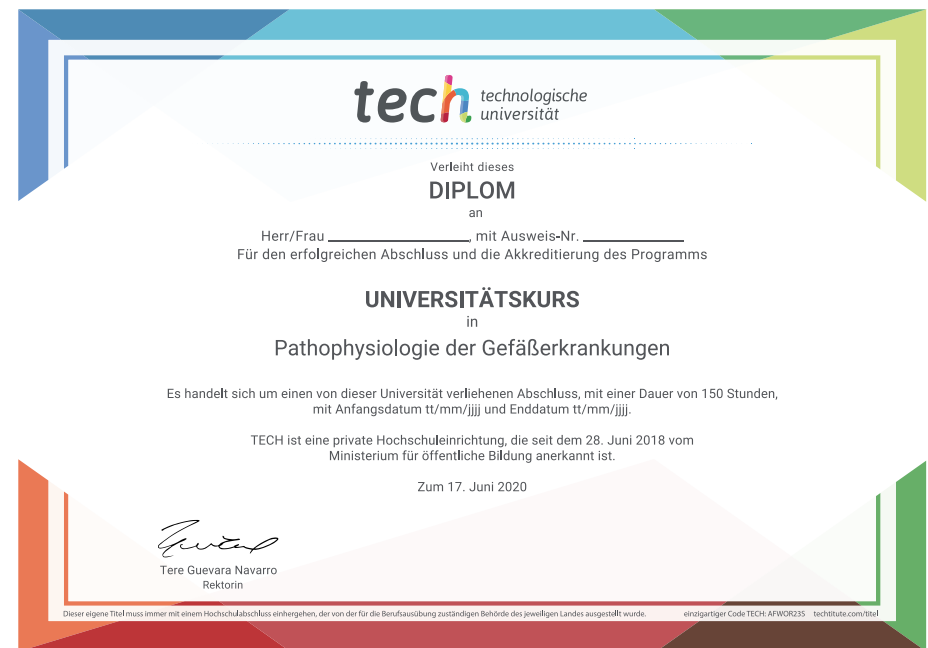 tech technologische
universität
Verleiht dieses
DIPLOM
an
Herr/Frau ____________________, mit Ausweis-Nr. ______________
Für den erfolgreichen Abschluss und die Akkreditierung des Programms
UNIVERSITÄTSKURS
in
Pathophysiologie der Gefäßerkrankungen
Es handelt sich um einen von dieser Universität verliehenen Abschluss, mit einer Dauer von 150 Stunden,
mit Anfangsdatum tt/mm/jjjj und Enddatum tt/mm/jjjj.
TECH ist eine private Hochschuleinrichtung, die seit dem 28. Juni 2018 vom
Ministerium für öffentliche Bildung anerkannt ist.
Zum 17. Juni 2020
Tere Guevara Navarro
Rektorin
Dieser eigene Titel muss immer mit einem Hochschulabschluss einhergehen, der von der für die Berufsausübung zuständigen Behörde des jeweiligen Landes ausgestellt wurde. einzigartiger Code TECH: AFWOR23S techtitute.com/titel